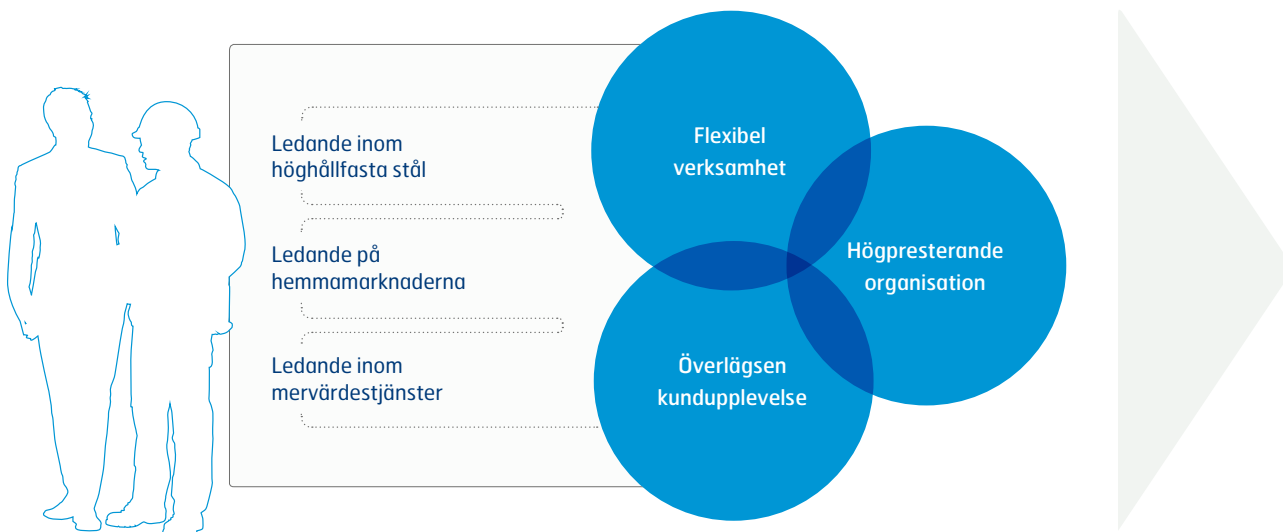 Ledande inom
höghållfasta stål
Ledande på
hemmamarknaderna
Ledande inom
mervärdestjänster
Flexibel
verksamhet
Högpresterande
organisation
Överlägsen
kundupplevelse